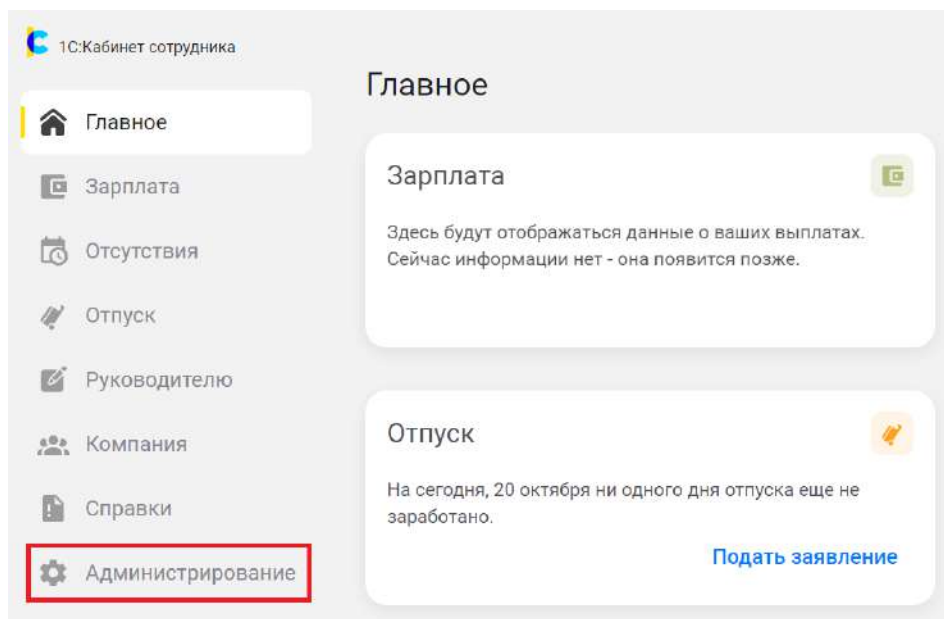 1С:Кабинет сотрудника
Главное
Зарплата
Отсутствия
Отпуск
Руководителю
Компания
Справки
Администрирование
Главное
Зарплата
Здесь будут отображаться данные о ваших выплатах.
Сейчас информации нет - она появится позже.
Отпуск
На сегодня, 20 октября ни одного дня отпуска еще не
заработано.
Подать заявление